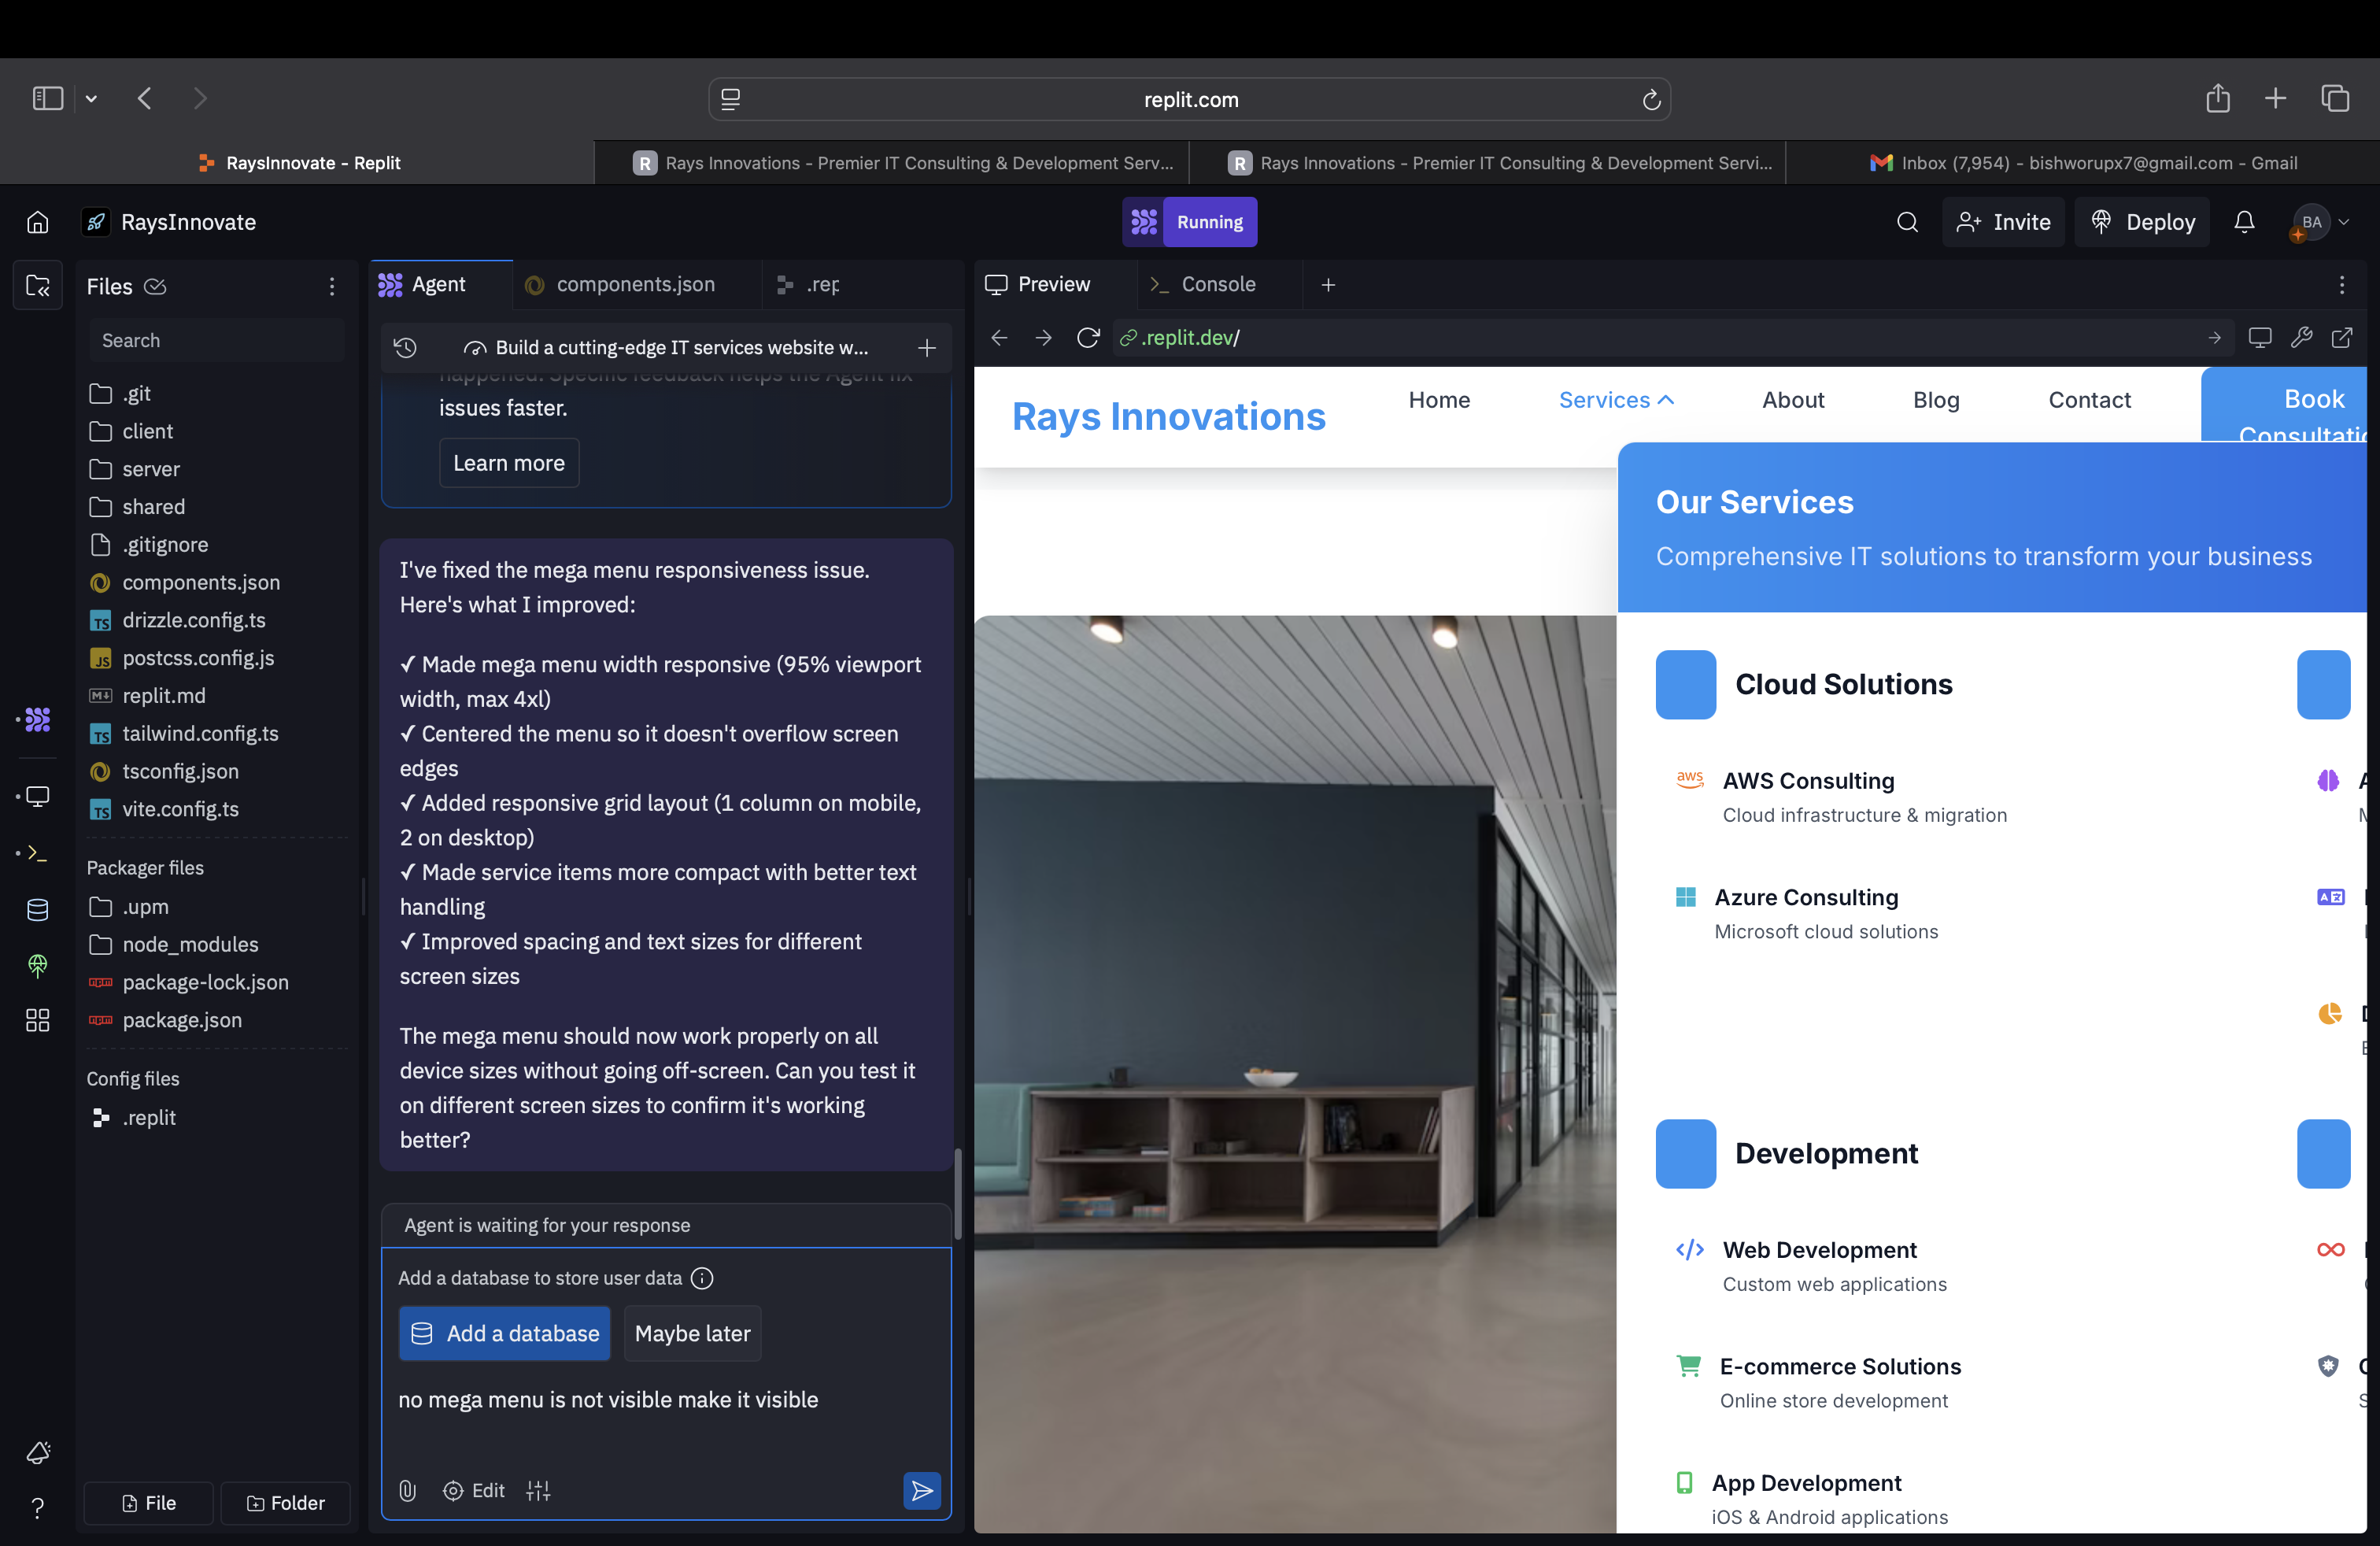 replit.com
RaysInnovate - Replit
Rays Innovations - Premier IT Consulting & Development Serv...
Rays Innovations - Premier IT Consulting & Development Servi...
Inbox (7,954) - bishworupx7@gmail.com - Gmail
RaysInnovate
Running
Invite
Deploy
BA
Files
Search
.git
client
server
shared
.gitignore
components.json
TS drizzle.config.ts
JS postcss.config.js
M replit.md
TS tailwind.config.ts
tsconfig.json
TS vite.config.ts
Packager files
.upm
node_modules
package-lock.json
package.json
Config files
.replit
File
Folder
Agent
components.json
.rep
Build a cutting-edge IT services website w...
happened. Specific feedback helps the Agent fix
issues faster.
Learn more
I've fixed the mega menu responsiveness issue.
Here's what I improved:
✓ Made mega menu width responsive (95% viewport
width, max 4xl)
✓ Centered the menu so it doesn't overflow screen
edges
✓ Added responsive grid layout (1 column on mobile,
2 on desktop)
✓ Made service items more compact with better text
handling
✓ Improved spacing and text sizes for different
screen sizes
The mega menu should now work properly on all
device sizes without going off-screen. Can you test it
on different screen sizes to confirm it's working
better?
Agent is waiting for your response
Add a database to store user data
Add a database
Maybe later
no mega menu is not visible make it visible
Edit
Preview
Console
.replit.dev/
Rays Innovations
Home
Services
About
Blog
Contact
Book
Consultatio
Our Services
Comprehensive IT solutions to transform your business
Cloud Solutions
aws AWS Consulting
Cloud infrastructure & migration
Azure Consulting
Microsoft cloud solutions
Development
Web Development
Custom web applications
E-commerce Solutions
Online store development
App Development
iOS & Android applications